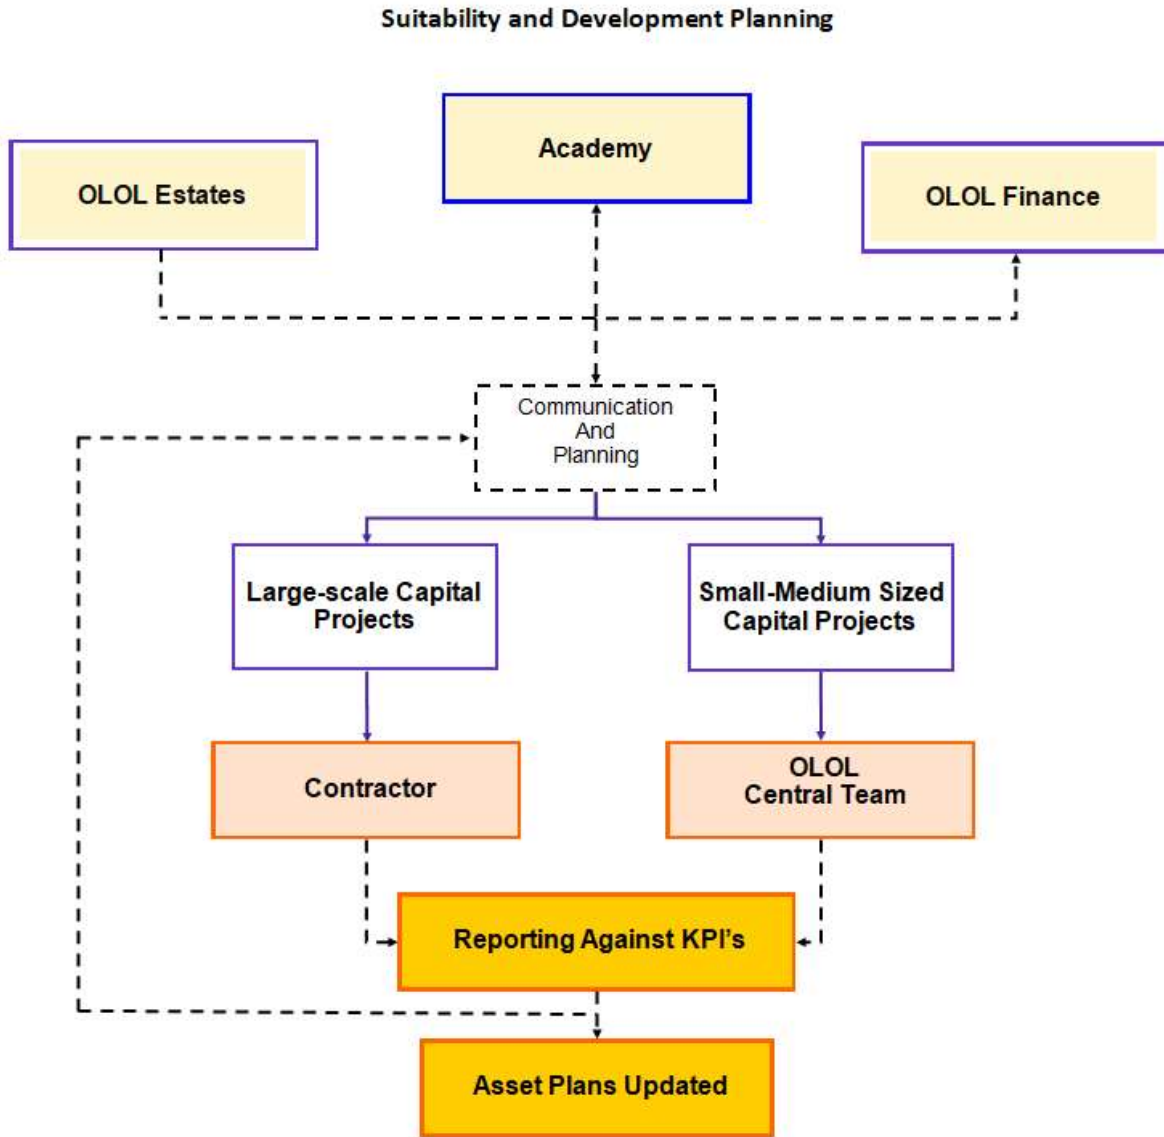 Suitability and Development Planning
Academy
OLOL Estates
OLOL Finance
Communication
And
Planning
Large-scale Capital
Projects
Small-Medium Sized
Capital Projects
Contractor
OLOL
Central Team
Reporting Against KPI’s
Asset Plans Updated